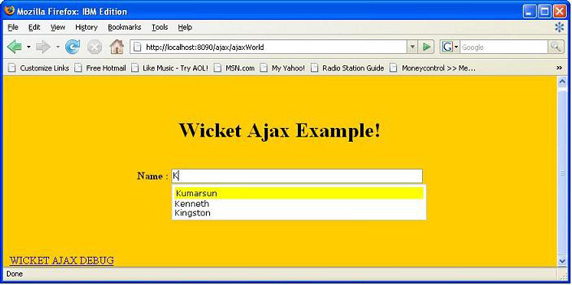 Mozilla Firefox: IBM Edition
File Edit View History Bookmarks Tools Help
http://localhost:8090/ajax/ajaxWorld
Google
Customize Links Free Hotmail Like Music - Try AOL! MSN.com My Yahoo! Radio Station Guide Moneycontrol >> Me... »
Wicket Ajax Example!
Name : K
Kumarsun
Kenneth
Kingston
WICKET AJAX DEBUG
Done